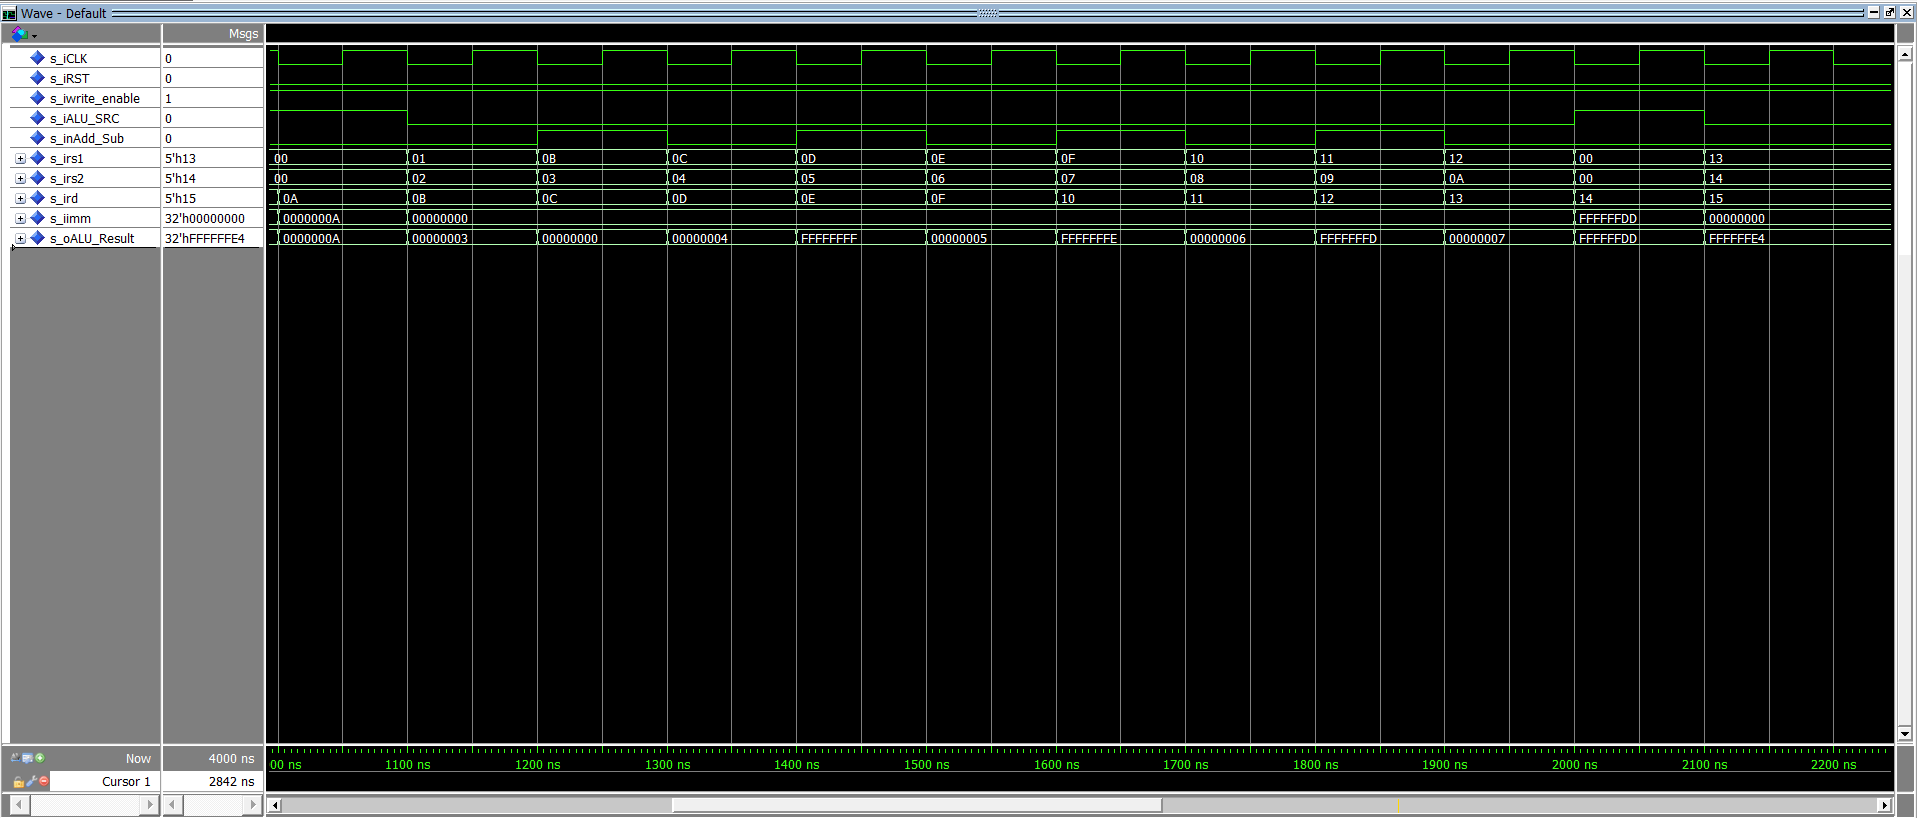 Wave - Default
Msgs
s_iCLK 0
s_iRST 0
s_iwrite_enable 1
s_iALU_SRC 0
s_inAdd_Sub 0
s_irs1 5'h13 00 01 0B 0C 0D 0E 0F 10 11 12 00 13
s_irs2 5'h14 00 02 03 04 05 06 07 08 09 0A 00 14
s_ird 5'h15 0A 0B 0C 0D 0E 0F 10 11 12 13 14 15
s_iimm 32'h00000000 0000000A 00000000 FFFFFFDD 00000000
s_oALU_Result 32'hFFFFFFE4 0000000A 00000003 00000000 00000004 FFFFFFFF 00000005 FFFFFFFE 00000006 FFFFFFFD 00000007 FFFFFFDD FFFFFFE4
Now 4000 ns 00 ns 1100 ns 1200 ns 1300 ns 1400 ns 1500 ns 1600 ns 1700 ns 1800 ns 1900 ns 2000 ns 2100 ns 2200 ns
Cursor 1 2842 ns